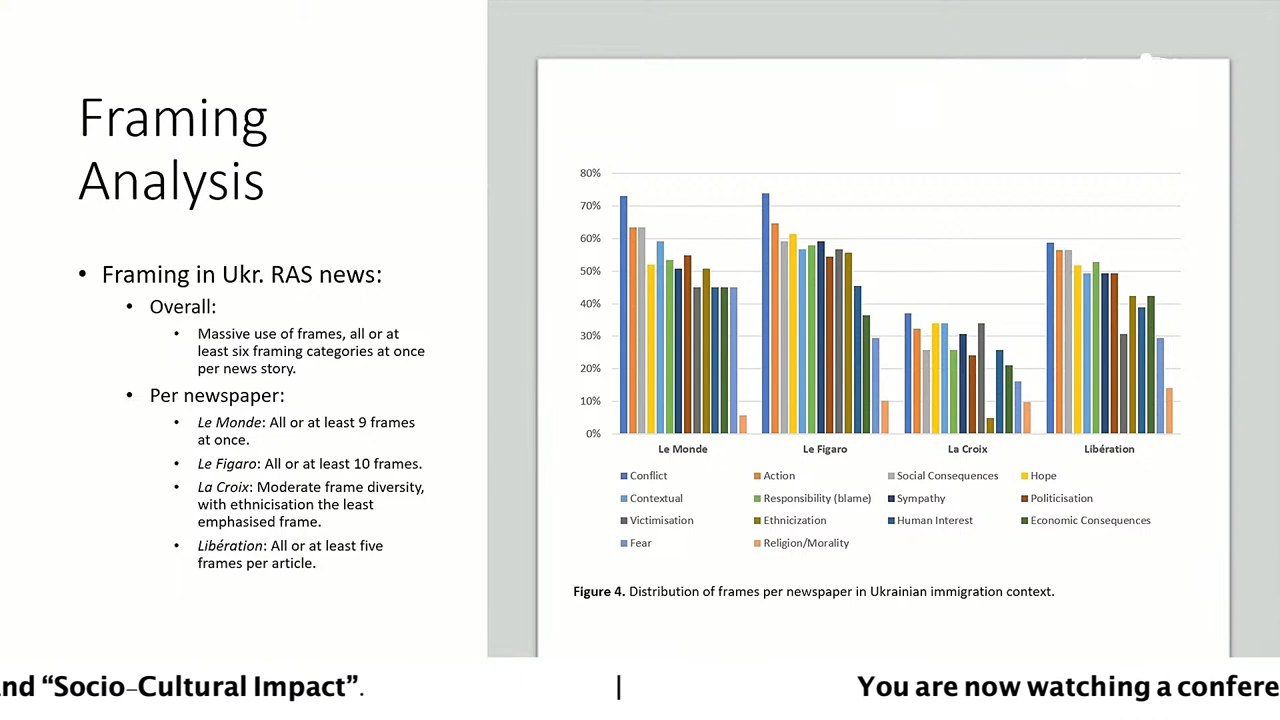 Framing
Analysis
• Framing in Ukr. RAS news:
• Overall:
• Massive use of frames, all or at
least six framing categories at once
per news story.
• Per newspaper:
• Le Monde: All or at least 9 frames
at once.
• Le Figaro: All or at least 10 frames.
• La Croix: Moderate frame diversity,
with ethnicisation the least
emphasised frame.
• Libération: All or at least five
frames per article.
80%
70%
60%
50%
40%
30%
20%
10%
0%
Le Monde Le Figaro La Croix Libération
Conflict Action Social Consequences Hope
Contextual Responsibility (blame) Sympathy Politicisation
Victimisation Ethnicization Human Interest Economic Consequences
Fear Religion/Morality
Figure 4. Distribution of frames per newspaper in Ukrainian immigration context.
nd “Socio-Cultural Impact”. | You are now watching a confere